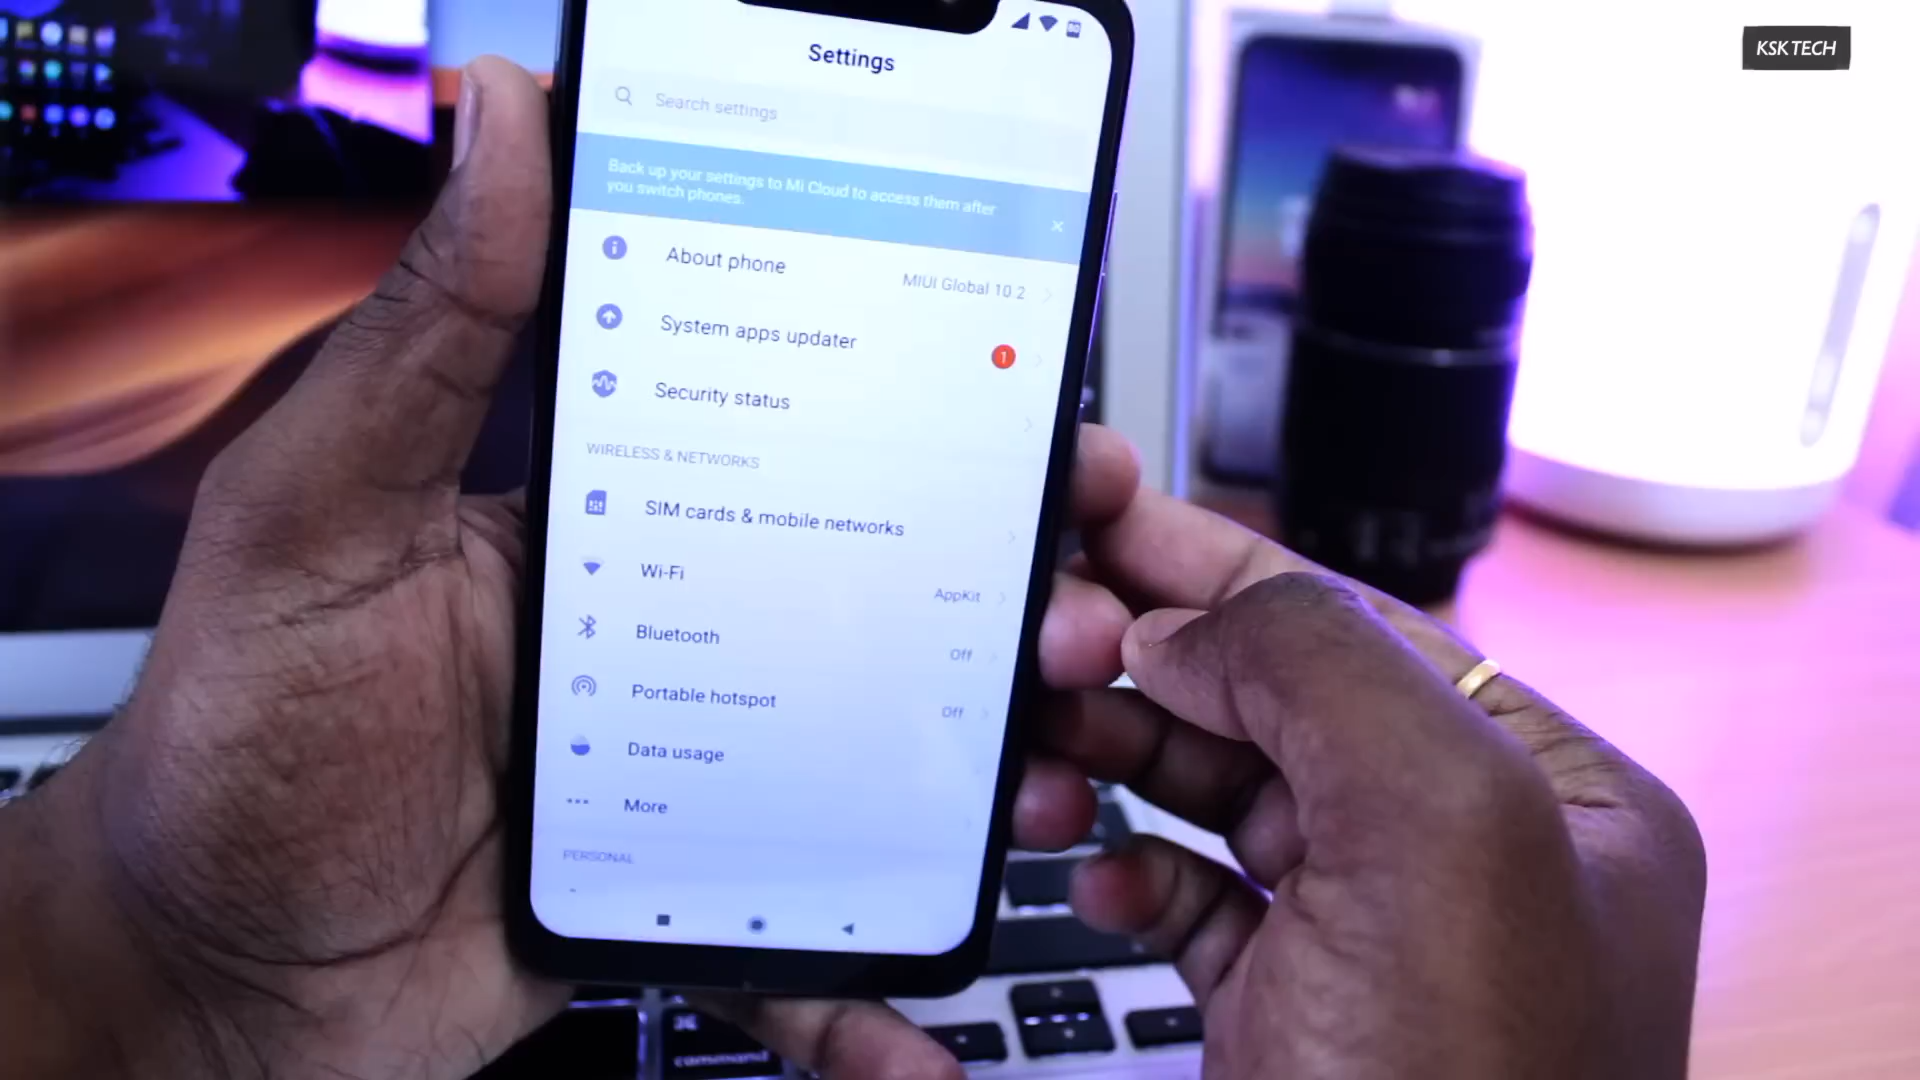 KSK TECH
Settings
Search settings
Back up your settings to Mi Cloud to access them after
you switch phones.
About phone
MIUI Global 10.2
System apps updater
1
Security status
WIRELESS & NETWORKS
SIM cards & mobile networks
Wi-Fi
AppKit
Bluetooth
Off
Portable hotspot
Off
Data usage
More
PERSONAL
command